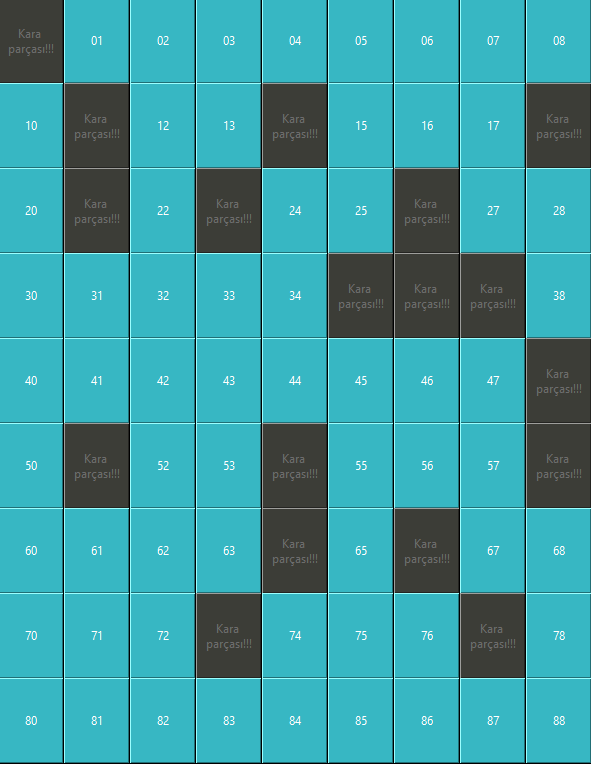 Kara
parçası!!! 01 02 03 04 05 06 07 08
10 Kara
parçası!!! 12 13 Kara
parçası!!! 15 16 17 Kara
parçası!!!
20 Kara
parçası!!! 22 Kara
parçası!!! 24 25 Kara
parçası!!! 27 28
30 31 32 33 34 Kara
parçası!!! Kara
parçası!!! Kara
parçası!!! 38
40 41 42 43 44 45 46 47 Kara
parçası!!!
50 Kara
parçası!!! 52 53 Kara
parçası!!! 55 56 57 Kara
parçası!!!
60 61 62 63 Kara
parçası!!! 65 Kara
parçası!!! 67 68
70 71 72 Kara
parçası!!! 74 75 76 Kara
parçası!!! 78
80 81 82 83 84 85 86 87 88